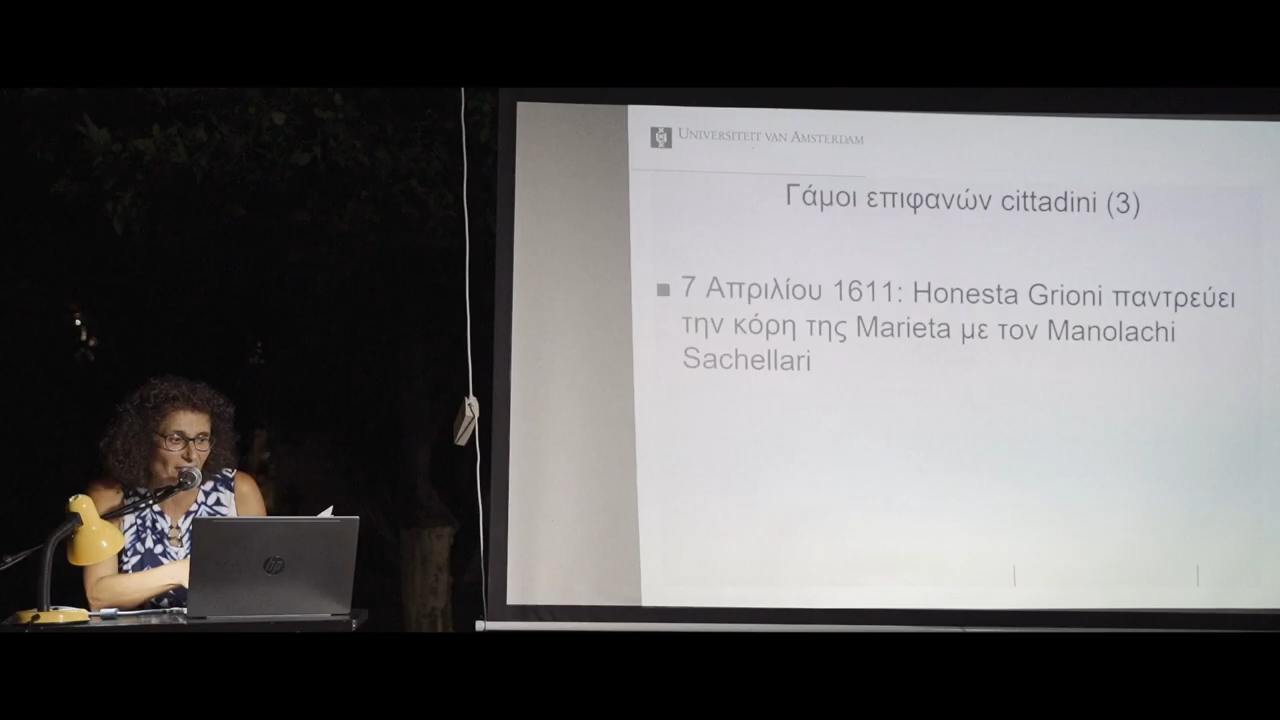 UNIVERSITEIT VAN AMSTERDAM
Γάμοι επιφανών cittadini (3)
■ 7 Απριλίου 1611: Honesta Grioni παντρεύει
την κόρη της Marieta με τον Manolachi
Sachellari
hp